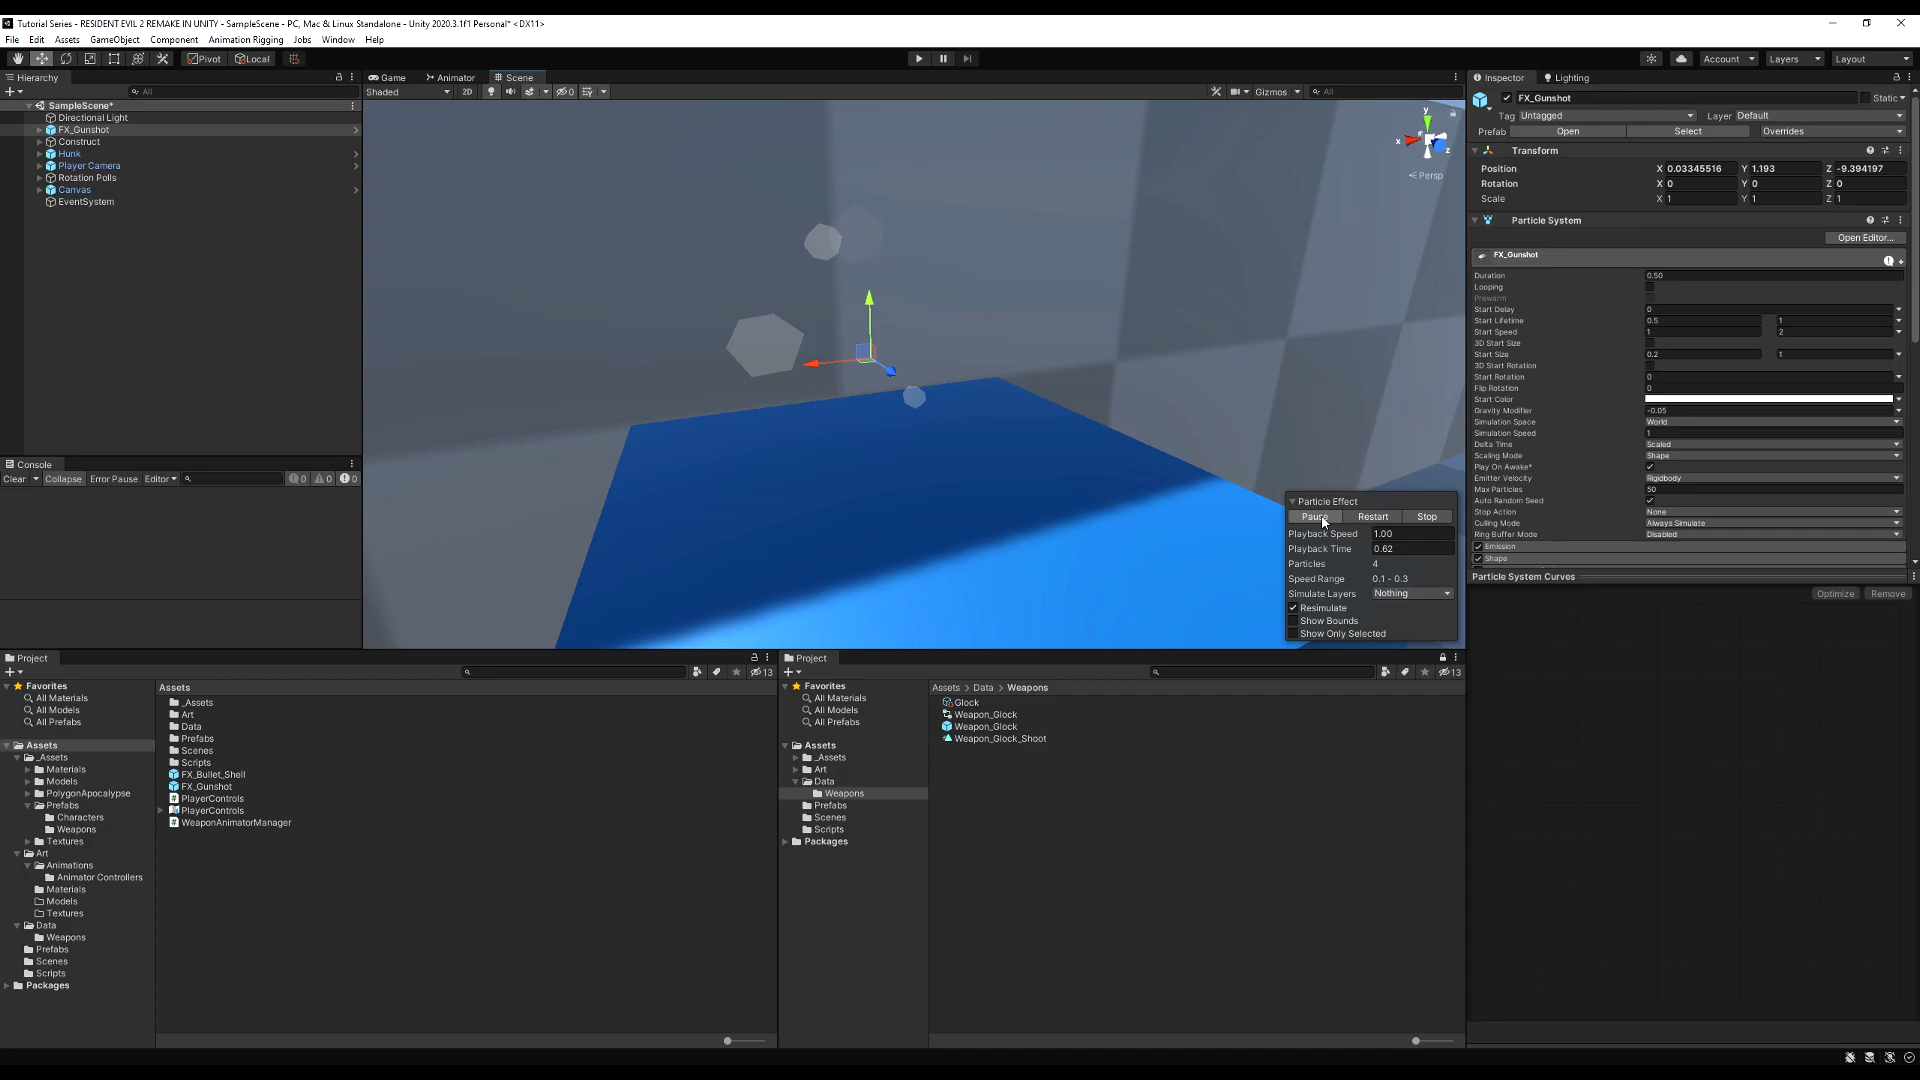 Tutorial Series - RESIDENT EVIL 2 REMAKE IN UNITY - SampleScene - PC, Mac & Linux Standalone - Unity 2020.3.1f1 Personal* <DX11>
File Edit Assets GameObject Component Animation Rigging Jobs Window Help
Pivot Local Account Layers Layout
Hierarchy Game Animator Scene Inspector Lighting
All Shaded 2D 0 Gizmos All
SampleScene*
Directional Light
FX_Gunshot
Construct
Hunk
Player Camera
Rotation Polls
Canvas
EventSystem
y
x
z
< Persp
FX_Gunshot Static
Tag Untagged Layer Default
Prefab Open Select Overrides
Transform
Position X 0.03345516 Y 1.193 Z -9.394197
Rotation X 0 Y 0 Z 0
Scale X 1 Y 1 Z 1
Particle System
Open Editor...
FX_Gunshot
Duration 0.50
Looping
Prewarm
Start Delay 0
Start Lifetime 0.5 1
Start Speed 1 2
3D Start Size
Start Size 0.2 1
3D Start Rotation
Start Rotation 0
Flip Rotation 0
Start Color
Gravity Modifier -0.05
Simulation Space World
Simulation Speed 1
Delta Time Scaled
Scaling Mode Shape
Play On Awake*
Emitter Velocity Rigidbody
Max Particles 50
Auto Random Seed
Stop Action None
Culling Mode Always Simulate
Ring Buffer Mode Disabled
Emission
Shape
Particle System Curves
Optimize Remove
Console
Clear Collapse Error Pause Editor 0 0 0
Particle Effect
Pause Restart Stop
Playback Speed 1.00
Playback Time 0.62
Particles 4
Speed Range 0.1 - 0.3
Simulate Layers Nothing
Resimulate
Show Bounds
Show Only Selected
Project
13
Favorites
All Materials
All Models
All Prefabs
Assets
_Assets
Materials
Models
PolygonApocalypse
Prefabs
Characters
Weapons
Textures
Art
Animations
Animator Controllers
Materials
Models
Textures
Data
Weapons
Prefabs
Scenes
Scripts
Packages
Assets
_Assets
Art
Data
Prefabs
Scenes
Scripts
FX_Bullet_Shell
FX_Gunshot
PlayerControls
PlayerControls
WeaponAnimatorManager
Project
13
Favorites
All Materials
All Models
All Prefabs
Assets
_Assets
Art
Data
Weapons
Prefabs
Scenes
Scripts
Packages
Assets > Data > Weapons
Glock
Weapon_Glock
Weapon_Glock
Weapon_Glock_Shoot